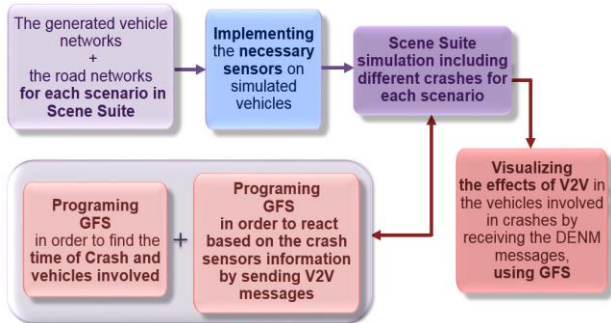 The generated vehicle
networks
+
the road networks
for each scenario in
Scene Suite
Implementing
the necessary
sensors on
simulated
vehicles
Scene Suite
simulation including
different crashes for
each scenario
Programing
GFS
in order to find the
time of Crash and
vehicles involved
+
Programing
GFS
in order to react
based on the crash
sensors information
by sending V2V
messages
Visualizing
the effects of V2V in
the vehicles involved
in crashes by
receiving the DENM
messages,
using GFS